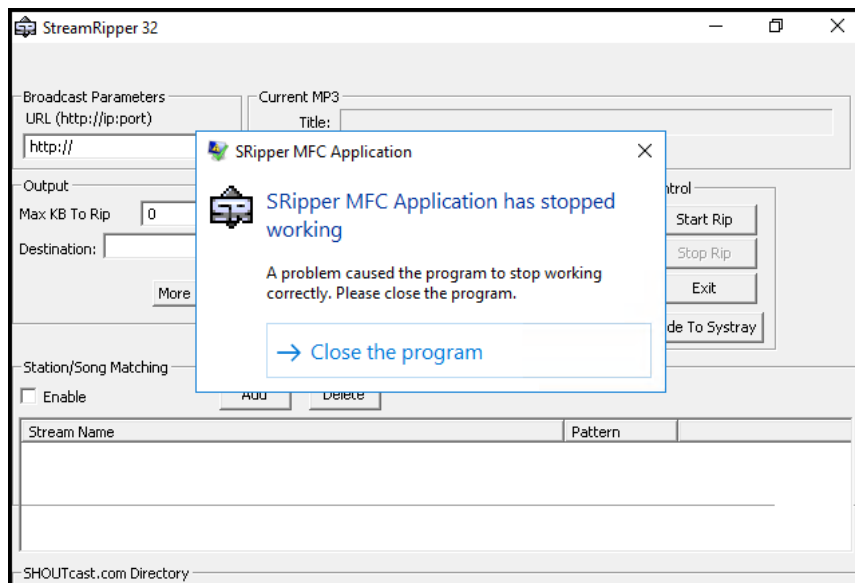 StreamRipper 32
Broadcast Parameters
URL (http://ip:port)
http://
Current MP3
Title:
Output
Max KB To Rip 0
Destination:
More
SRipper MFC Application
SRipper MFC Application has stopped
working
A problem caused the program to stop working
correctly. Please close the program.
Close the program
Start Rip
Stop Rip
Exit
To Systray
Station/Song Matching
Enable
Add
Delete
Stream Name
Pattern
SHOUTcast.com Directory